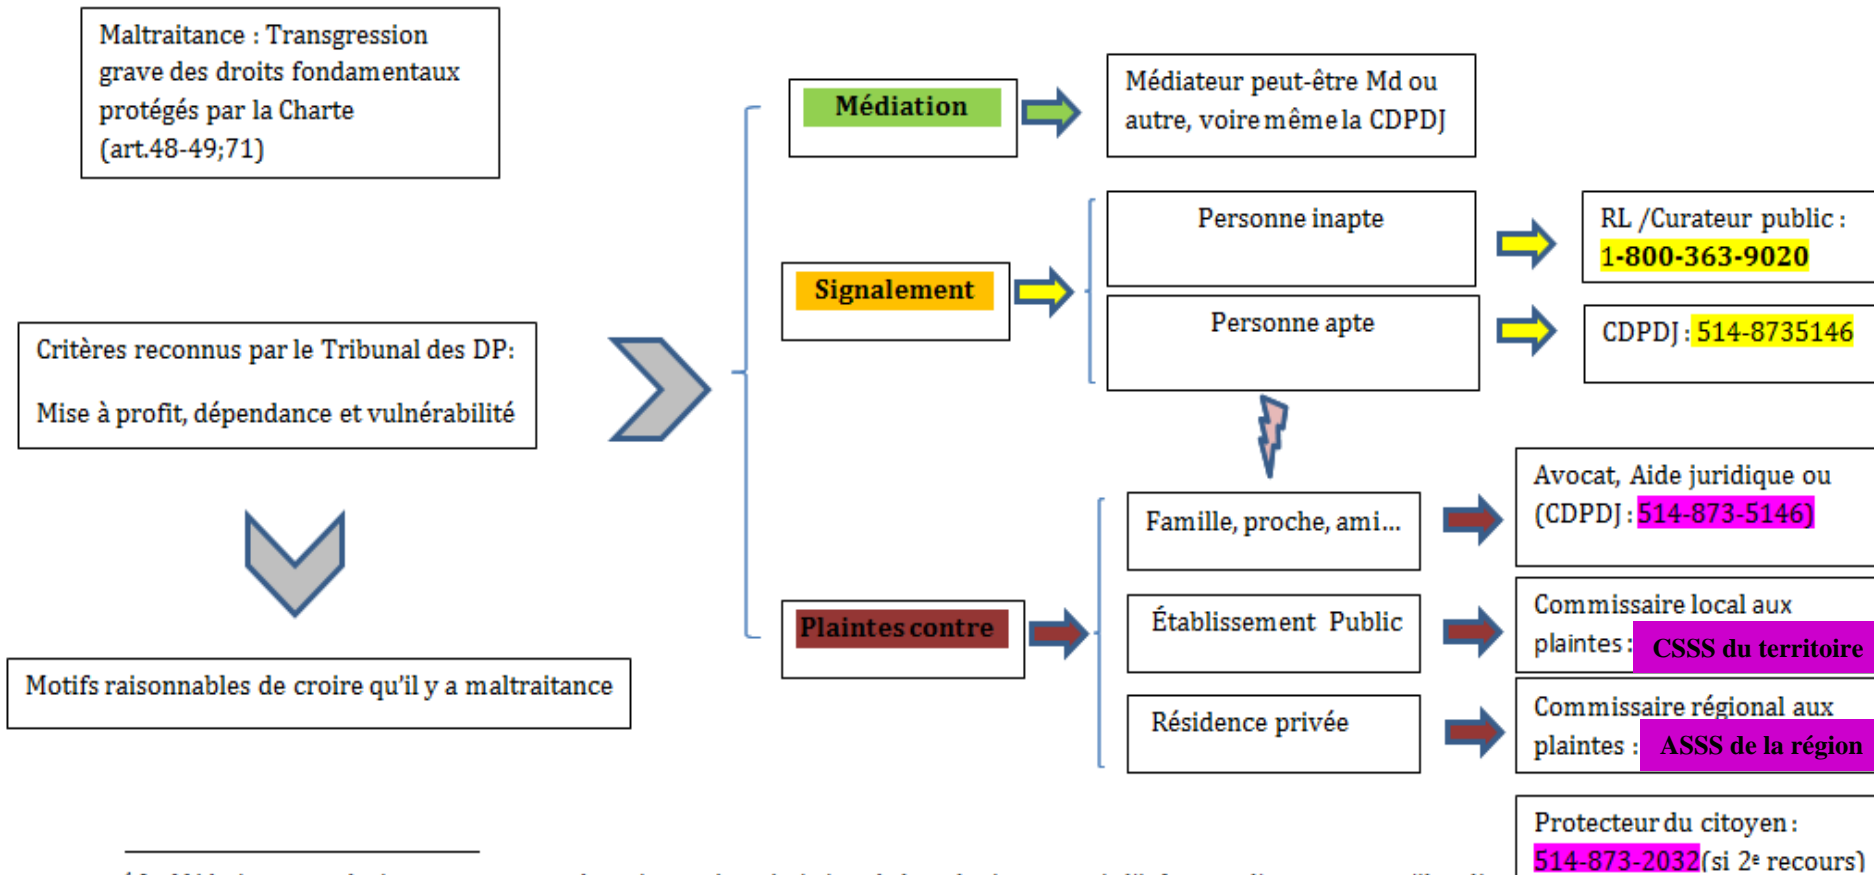 Maltraitance : Transgression
grave des droits fondamentaux
protégés par la Charte
(art.48-49;71)
Critères reconnus par le Tribunal des DP:
Mise à profit, dépendance et vulnérabilité
Motifs raisonnables de croire qu'il y a maltraitance
Médiation
Médiateur peut-être Md ou
autre, voire même la CDPDJ
Signalement
Personne inapte
RL /Curateur public :
1-800-363-9020
Personne apte
CDPDJ : 514-8735146
Plaintes contre
Famille, proche, ami...
Avocat, Aide juridique ou
(CDPDJ : 514-873-5146)
Établissement Public
Commissaire local aux
plaintes : CSSS du territoire
Résidence privée
Commissaire régional aux
plaintes : ASSS de la région
Protecteur du citoyen :
514-873-2032(si 2e recours)